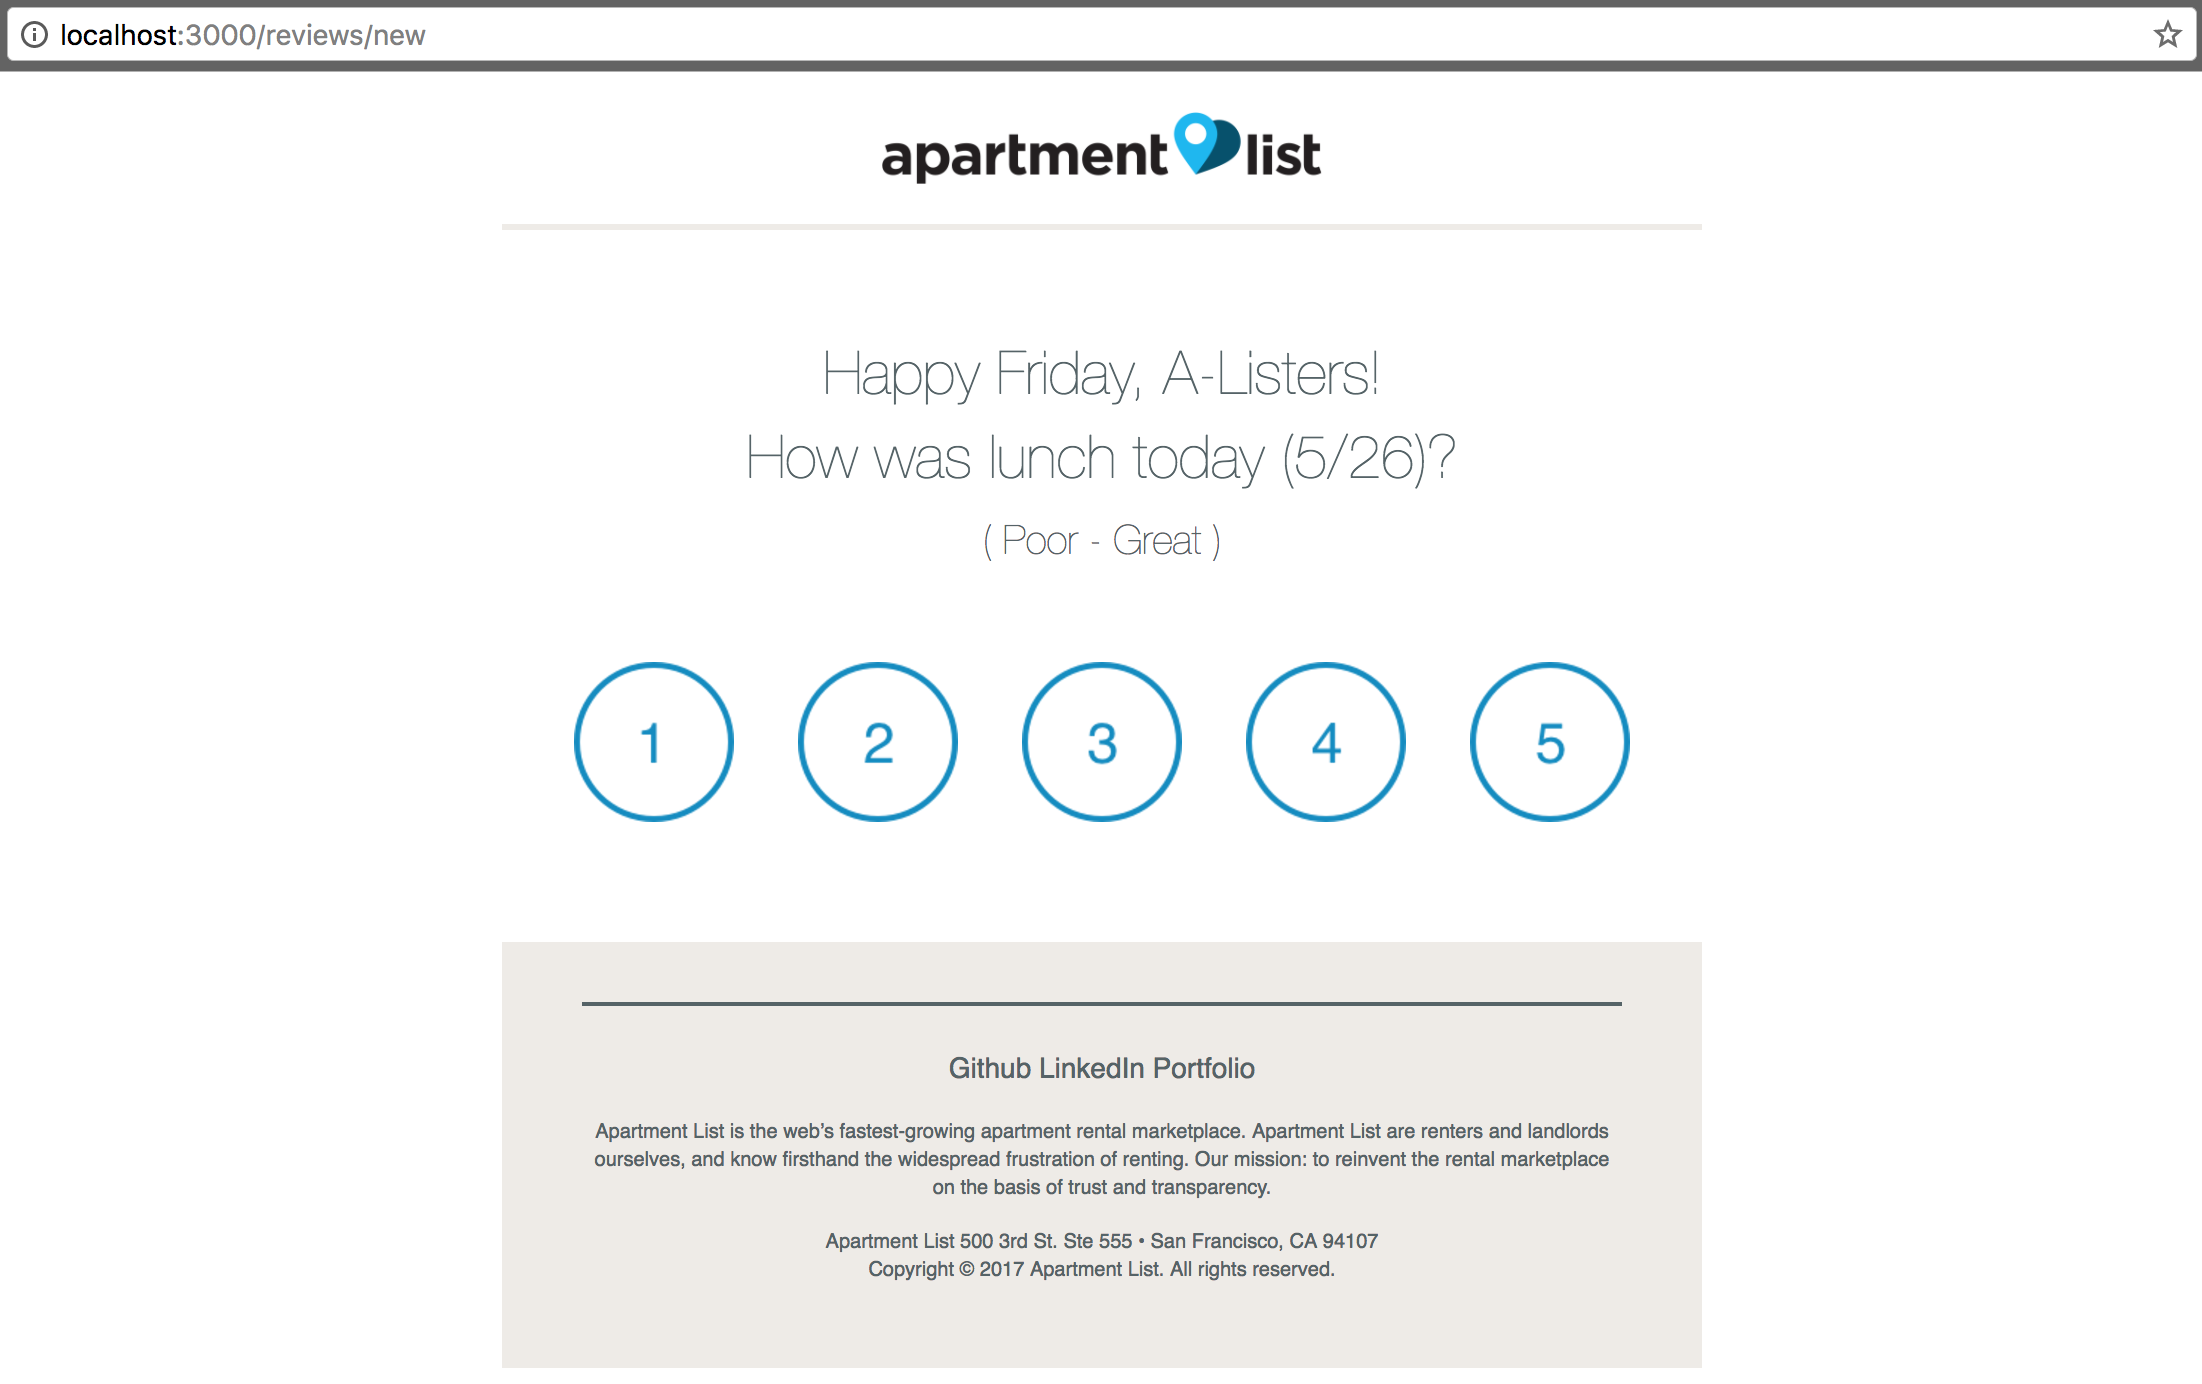 localhost:3000/reviews/new
apartment list
Happy Friday, A-Listers!
How was lunch today (5/26)?
( Poor - Great )
1 2 3 4 5
Github LinkedIn Portfolio
Apartment List is the web’s fastest-growing apartment rental marketplace. Apartment List are renters and landlords
ourselves, and know firsthand the widespread frustration of renting. Our mission: to reinvent the rental marketplace
on the basis of trust and transparency.
Apartment List 500 3rd St. Ste 555 • San Francisco, CA 94107
Copyright © 2017 Apartment List. All rights reserved.